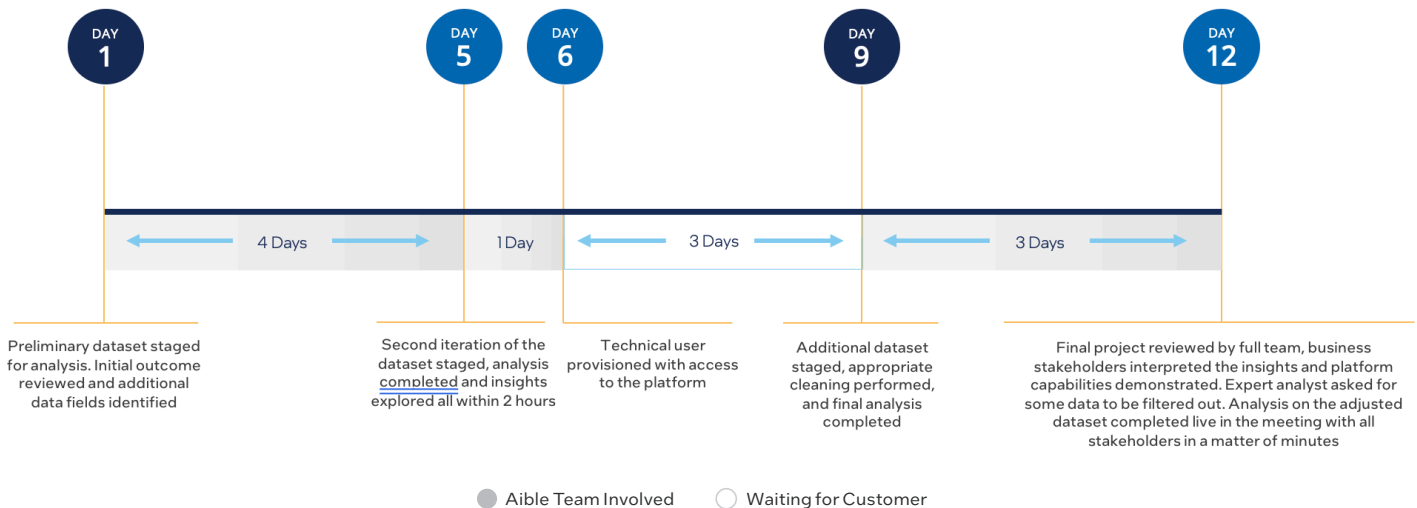 DAY
1
DAY
5
DAY
6
DAY
9
DAY
12
4 Days
1 Day
3 Days
3 Days
Preliminary dataset staged
for analysis. Initial outcome
reviewed and additional
data fields identified
Second iteration of the
dataset staged, analysis
completed and insights
explored all within 2 hours
Technical user
provisioned with access
to the platform
Additional dataset
staged, appropriate
cleaning performed,
and final analysis
completed
Final project reviewed by full team, business
stakeholders interpreted the insights and platform
capabilities demonstrated. Expert analyst asked for
some data to be filtered out. Analysis on the adjusted
dataset completed live in the meeting with all
stakeholders in a matter of minutes
Aible Team Involved
Waiting for Customer